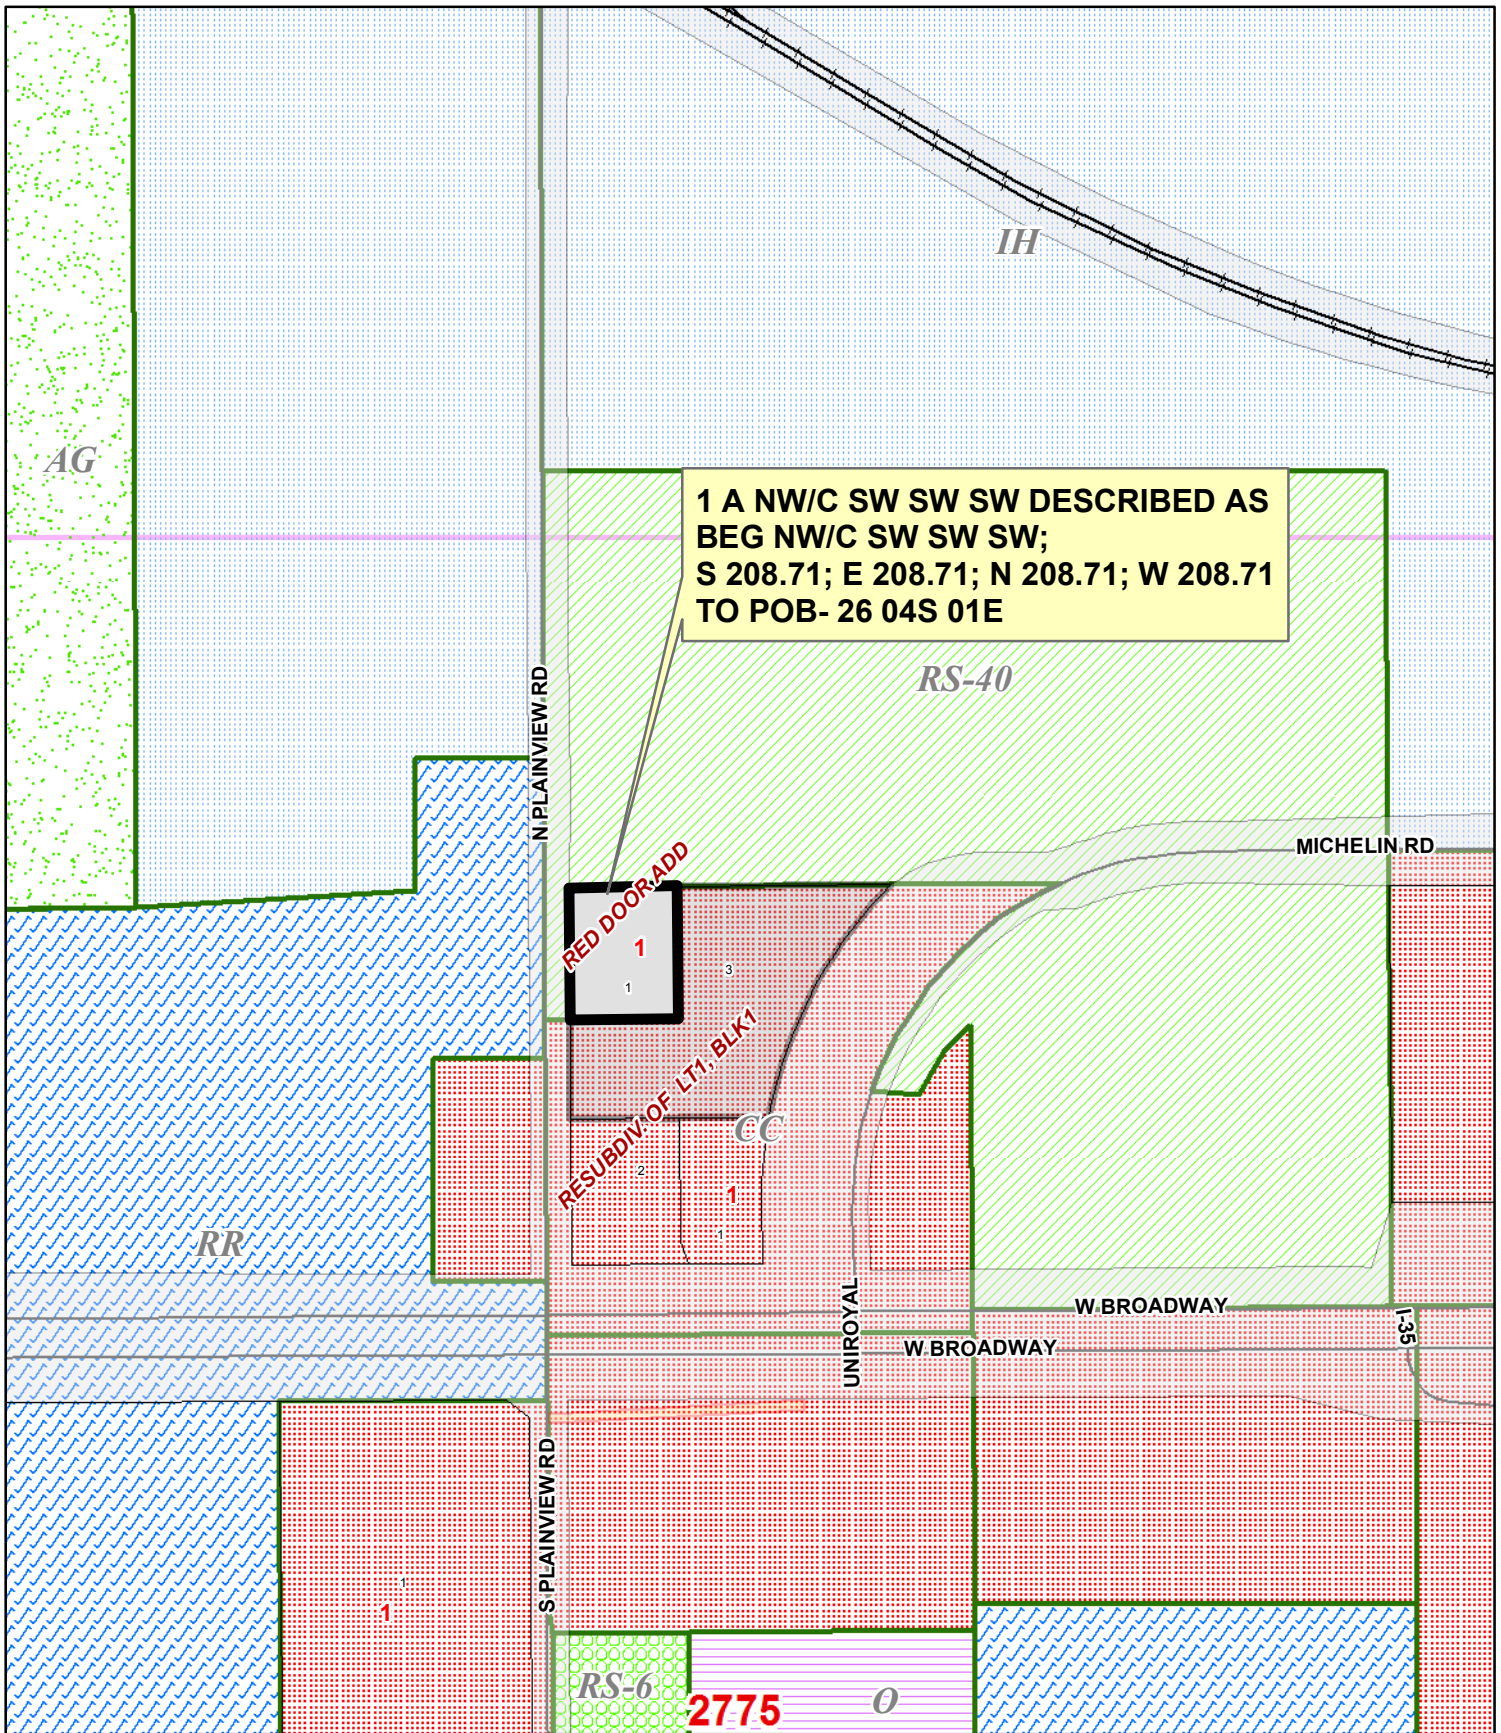 IH
AG
1 A NW/C SW SW SW DESCRIBED AS
BEG NW/C SW SW SW;
S 208.71; E 208.71; N 208.71; W 208.71
TO POB- 26 04S 01E
RS-40
N PLAINVIEW RD
MICHELIN RD
RED DOOR ADD
1
3
1
RESUBDIV. OF LT1, BLK1
CC
2
1
1
RR
UNIROYAL
W BROADWAY
I-35
W BROADWAY
S PLAINVIEW RD
1
1
RS-6
O
2775